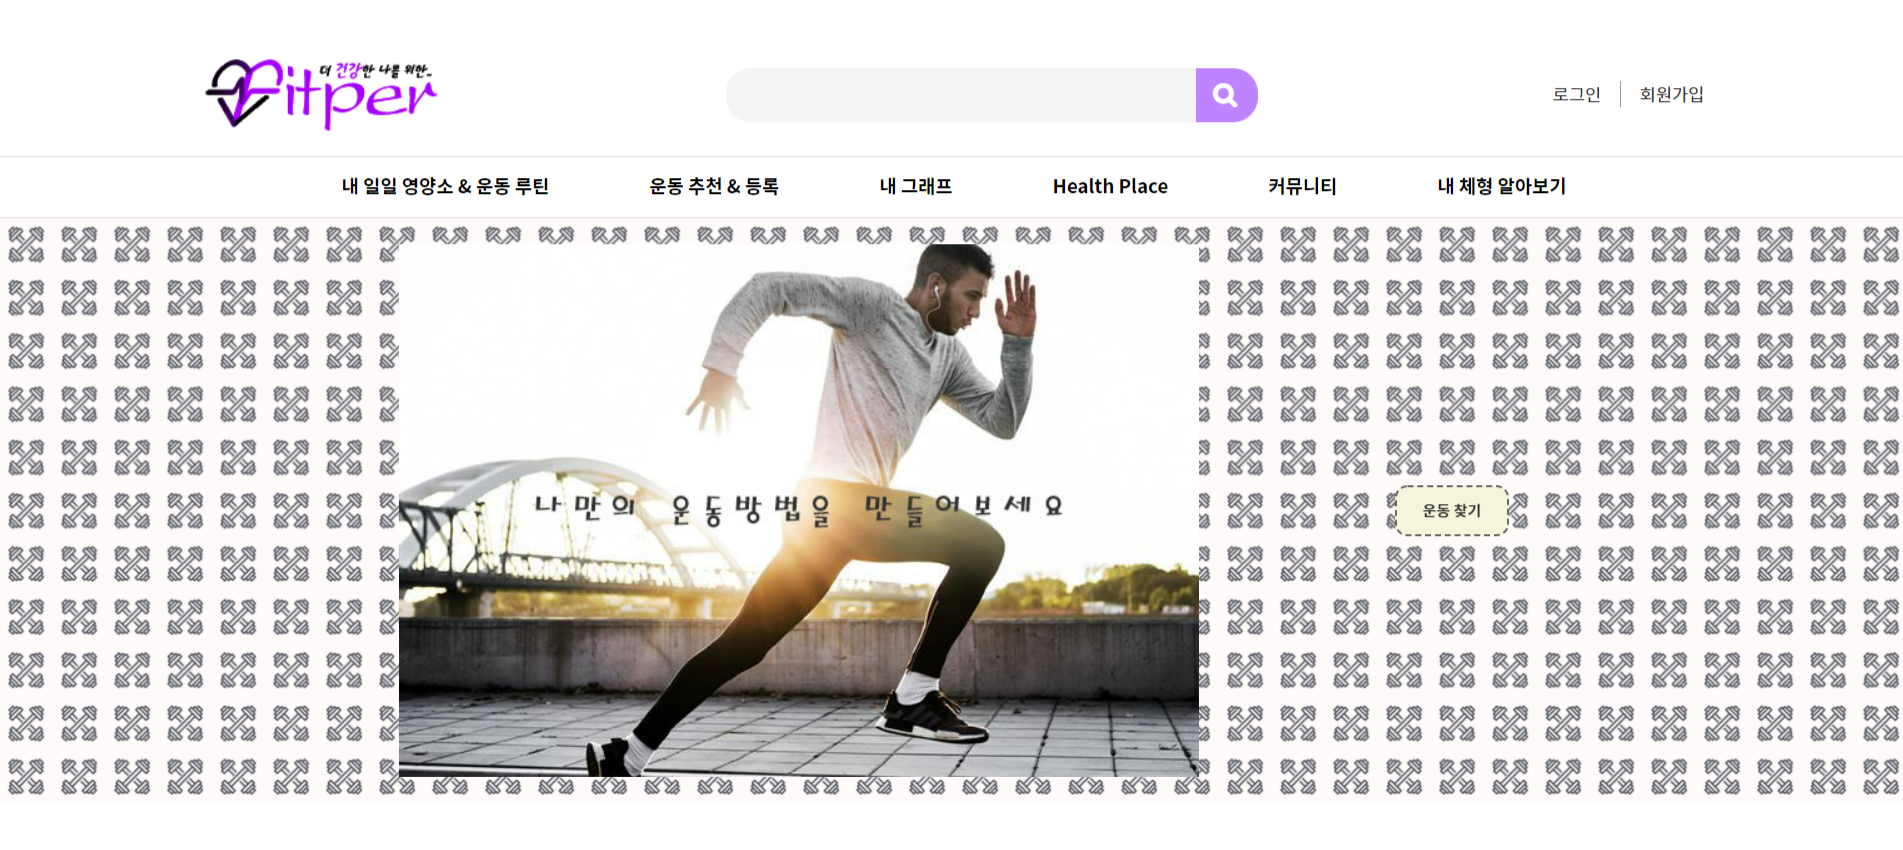 더 건강한 나를 위한..
Fitper
로그인
회원가입
내 일일 영양소 & 운동 루틴
운동 추천 & 등록
내 그래프
Health Place
커뮤니티
내 체형 알아보기
나만의 운동방법을 만들어보세요
운동 찾기